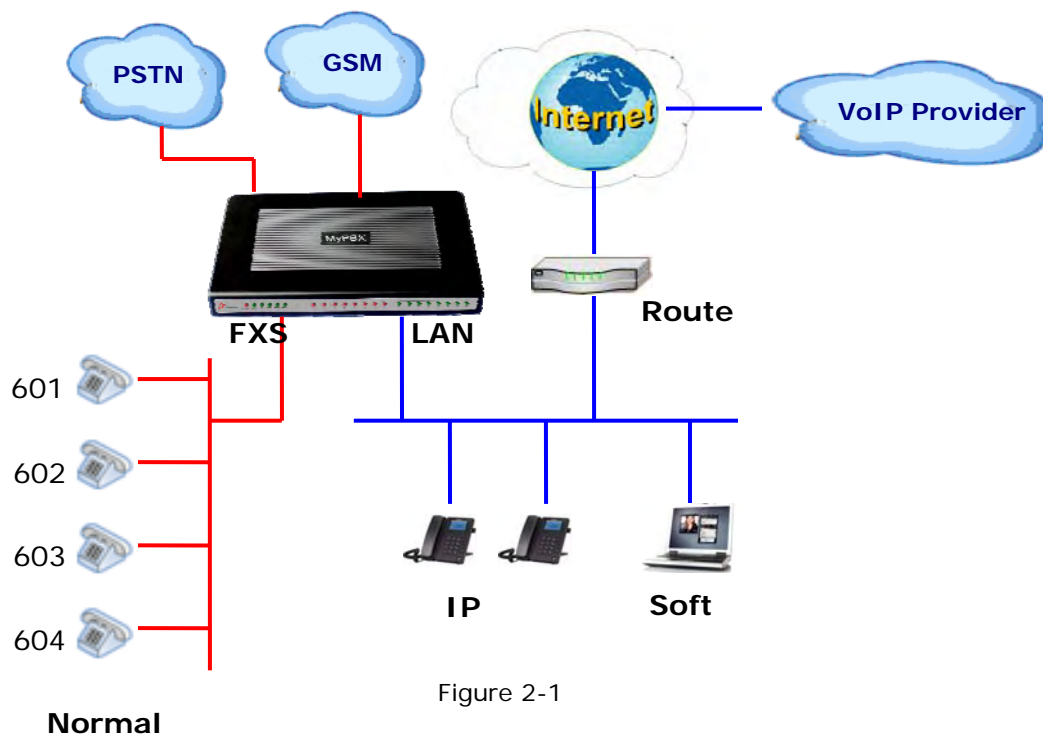 PSTN
GSM
Internet
VoIP Provider
MyPBX
Route
FXS
LAN
601
602
603
604
IP
Soft
Figure 2-1
Normal